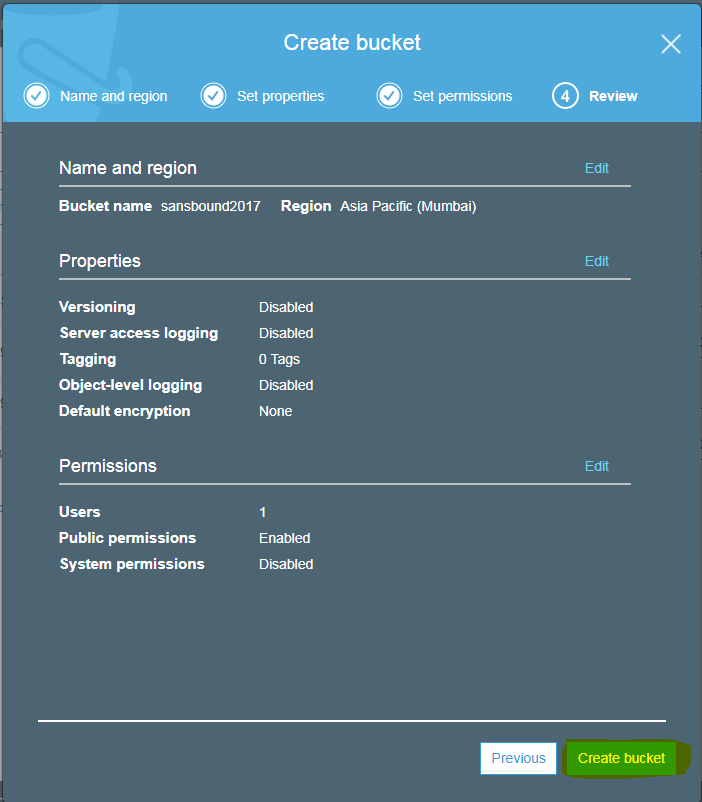 Create bucket
Name and region Set properties Set permissions 4 Review
Name and region Edit
Bucket name sansbound2017 Region Asia Pacific (Mumbai)
Properties Edit
Versioning Disabled
Server access logging Disabled
Tagging 0 Tags
Object-level logging Disabled
Default encryption None
Permissions Edit
Users 1
Public permissions Enabled
System permissions Disabled
Previous Create bucket